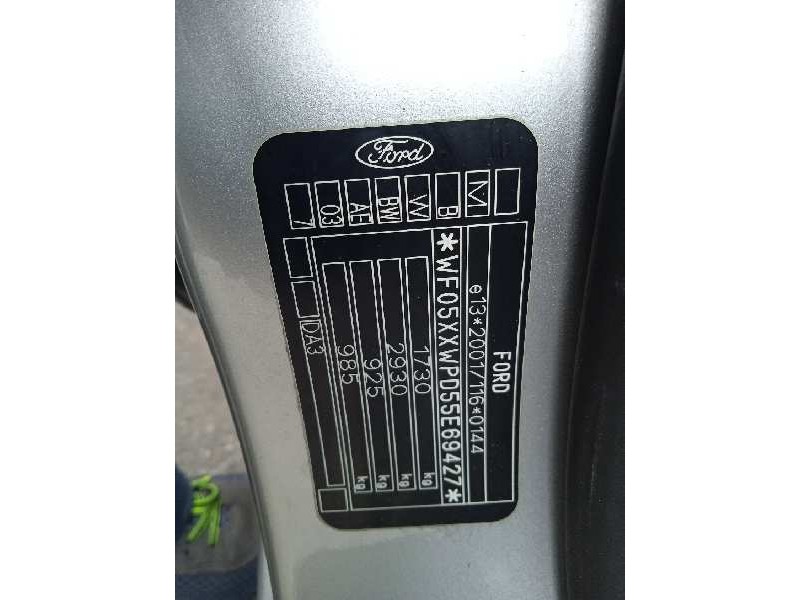 Ford
M
B
W
BW
AE
03
7
FORD
e13*2001/116*0144
*WF05XXWPD55E69427*
1730 kg
2930 kg
925 kg
985 kg
DA3